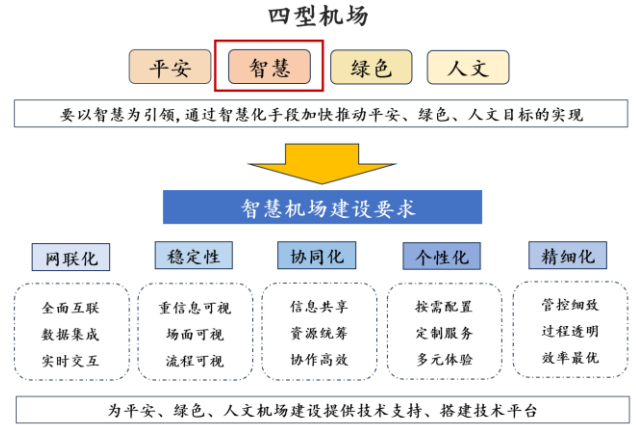 四型机场
平安 智慧 绿色 人文
要以智慧为引领,通过智慧化手段加快推动平安、绿色、人文目标的实现
智慧机场建设要求
网联化 稳定性 协同化 个性化 精细化
全面互联 重信息可视 信息共享 按需配置 管控细致
数据集成 场面可视 资源统筹 定制服务 过程透明
实时交互 流程可视 协作高效 多元体验 效率最优
为平安、绿色、人文机场建设提供技术支持、搭建技术平台